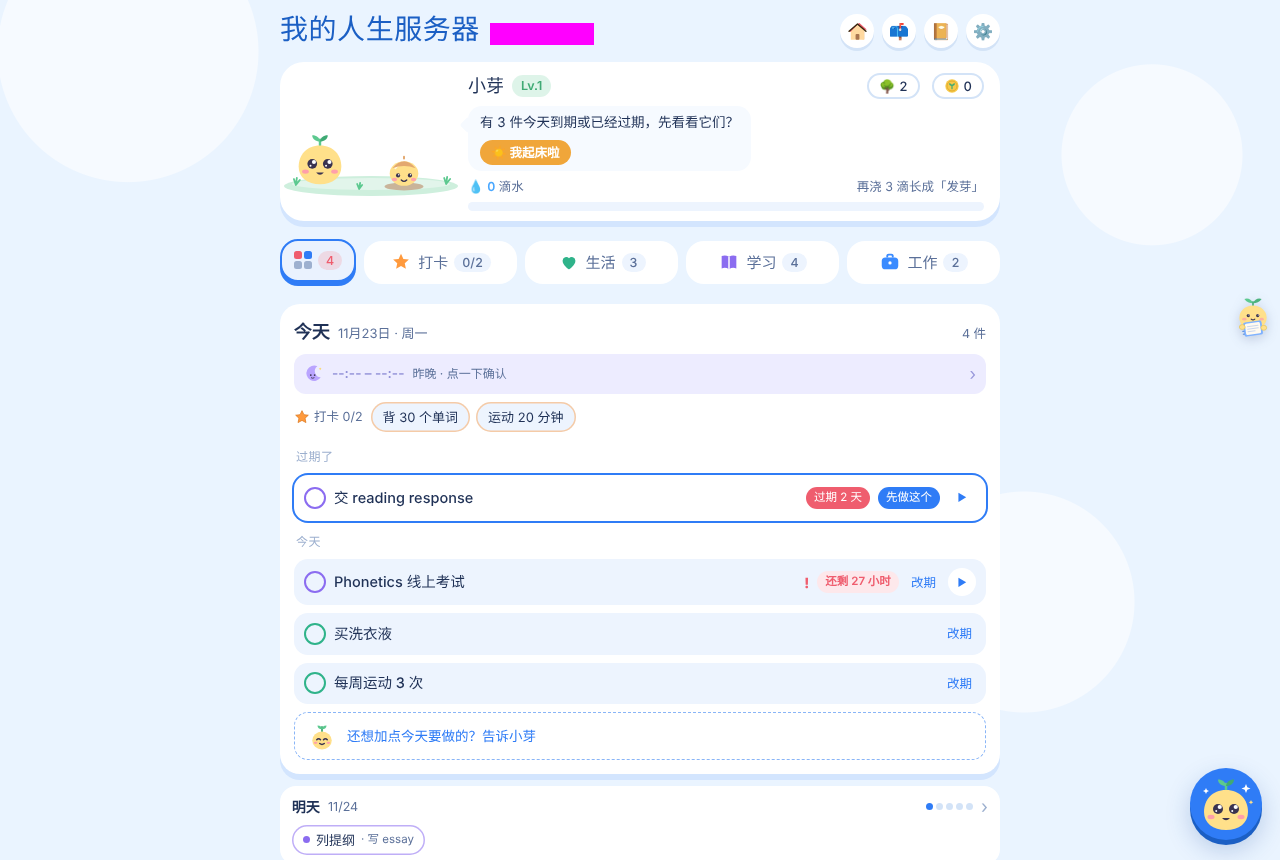 我的人生服务器
小芽 Lv.1 2 0
有 3 件今天到期或已经过期，先看看它们？
我起床啦
0 滴水 再浇 3 滴长成「发芽」
4 打卡 0/2 生活 3 学习 4 工作 2
今天 11月23日 · 周一 4 件
--:-- – --:-- 昨晚 · 点一下确认
打卡 0/2 背 30 个单词 运动 20 分钟
过期了
交 reading response 过期 2 天 先做这个
今天
Phonetics 线上考试 ! 还剩 27 小时 改期
买洗衣液 改期
每周运动 3 次 改期
还想加点今天要做的？告诉小芽
明天 11/24
列提纲 · 写 essay